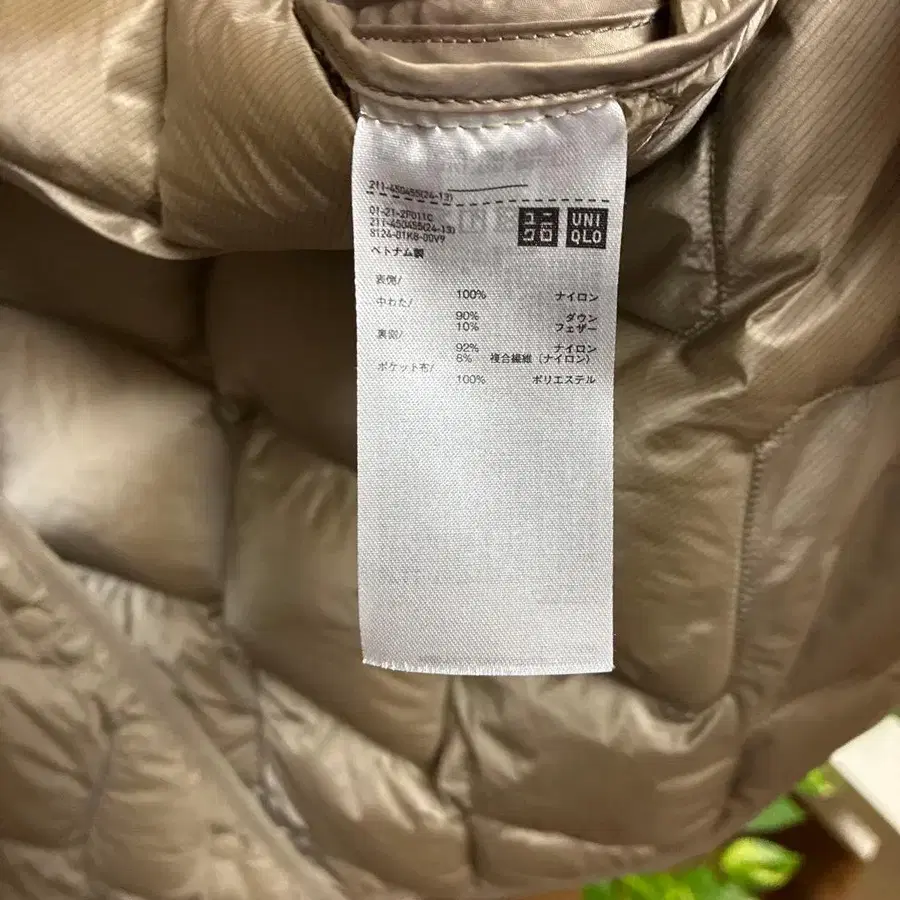 211-450455(24-13)
01-21-2P011C
211-450455(24-13)
S124-01K8-00V9
ベトナム製
ユニクロ
UNIQLO
表側/
100% ナイロン
中わた/
90% ダウン
10% フェザー
裏側/
92% ナイロン
8% 複合繊維(ナイロン)
ポケット布/
100% ポリエステル